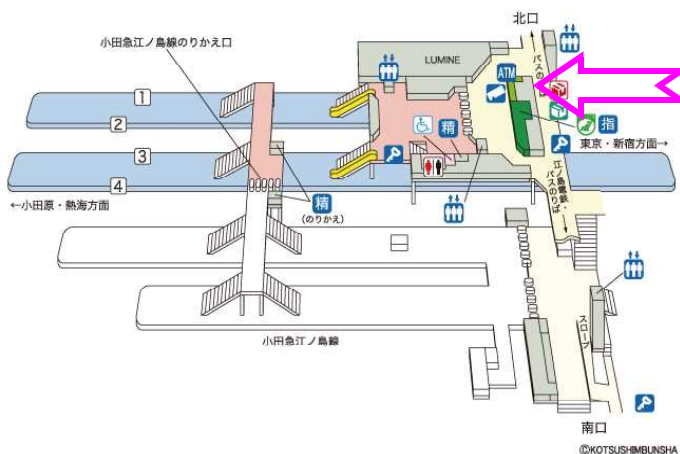 北口
小田急江ノ島線のりかえ口
LUMINE
バスのりば
ATM
1
2
精
指
3
東京・新宿方面→
4
江ノ島電鉄・
バスのりば
←小田原・熱海方面
精
(のりかえ)
小田急江ノ島線
スロープ
南口
©KOTSUSHIMBUNSHA